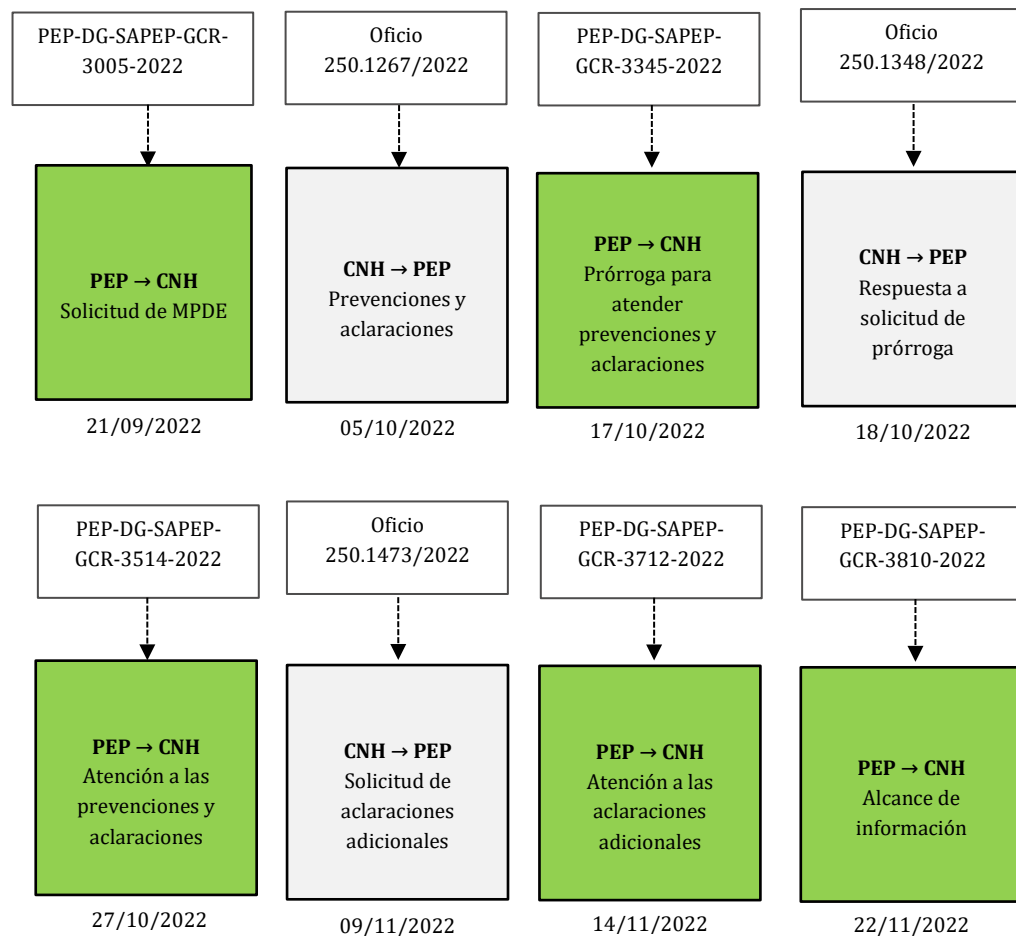 PEP-DG-SAPEP-GCR-
3005-2022
Oficio
250.1267/2022
PEP-DG-SAPEP-
GCR-3345-2022
Oficio
250.1348/2022
PEP → CNH
Solicitud de MPDE
CNH → PEP
Prevenciones y
aclaraciones
PEP → CNH
Prórroga para
atender
prevenciones y
aclaraciones
CNH → PEP
Respuesta a
solicitud de
prórroga
21/09/2022
05/10/2022
17/10/2022
18/10/2022
PEP-DG-SAPEP-
GCR-3514-2022
Oficio
250.1473/2022
PEP-DG-SAPEP-
GCR-3712-2022
PEP-DG-SAPEP-
GCR-3810-2022
PEP → CNH
Atención a las
prevenciones y
aclaraciones
CNH → PEP
Solicitud de
aclaraciones
adicionales
PEP → CNH
Atención a las
aclaraciones
adicionales
PEP → CNH
Alcance de
información
27/10/2022
09/11/2022
14/11/2022
22/11/2022